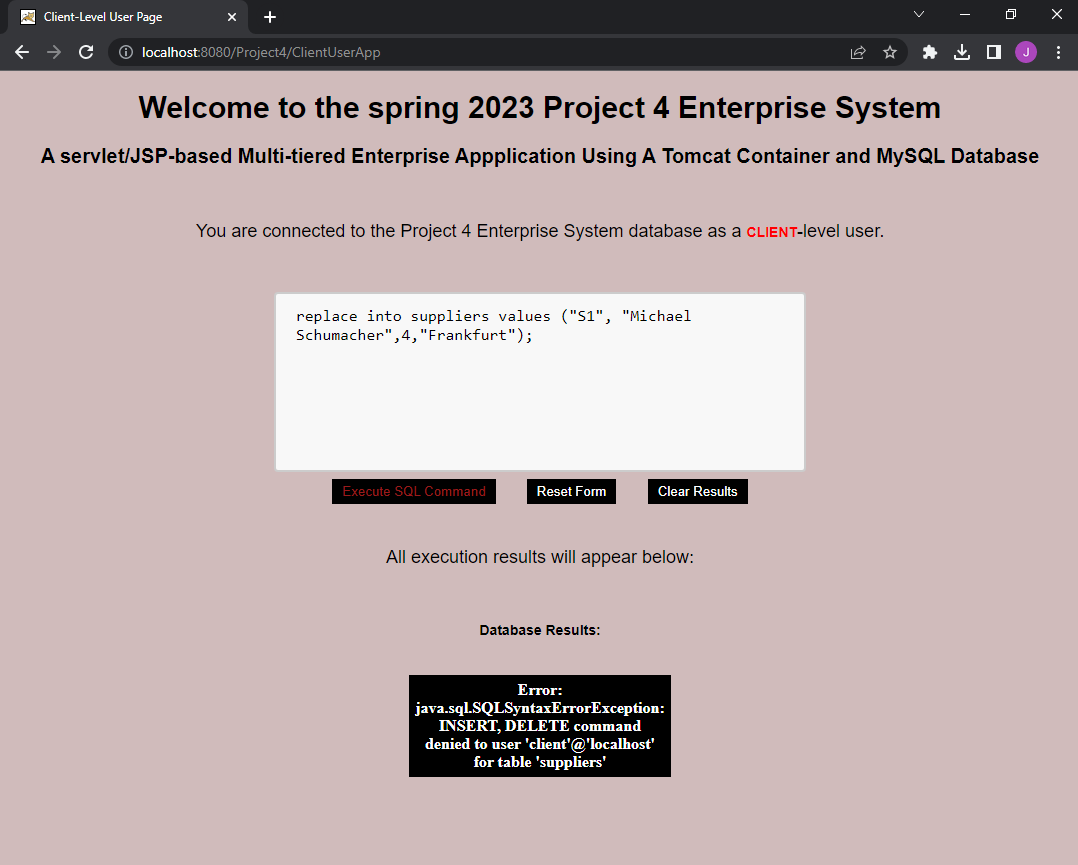 Client-Level User Page
localhost:8080/Project4/ClientUserApp
J
Welcome to the spring 2023 Project 4 Enterprise System
A servlet/JSP-based Multi-tiered Enterprise Appplication Using A Tomcat Container and MySQL Database
You are connected to the Project 4 Enterprise System database as a CLIENT-level user.
replace into suppliers values ("S1", "Michael
Schumacher",4,"Frankfurt");
Execute SQL Command
Reset Form
Clear Results
All execution results will appear below:
Database Results:
Error:
java.sql.SQLSyntaxErrorException:
INSERT, DELETE command
denied to user 'client'@'localhost'
for table 'suppliers'